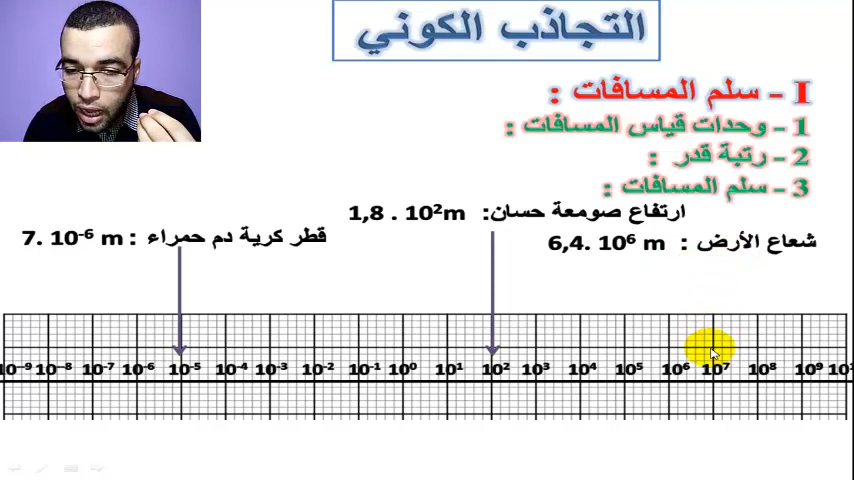 التجاذب الكوني
I - سلم المسافات :
1 - وحدات قياس المسافات :
2 - رتبة قدر :
3 - سلم المسافات :
ارتفاع صومعة حسان: 1,8 . 10²m
قطر كرية دم حمراء : 7. 10⁻⁶ m
شعاع الأرض : 6,4. 10⁶ m
10⁻⁹ 10⁻⁸ 10⁻⁷ 10⁻⁶ 10⁻⁵ 10⁻⁴ 10⁻³ 10⁻² 10⁻¹ 10⁰ 10¹ 10² 10³ 10⁴ 10⁵ 10⁶ 10⁷ 10⁸ 10⁹